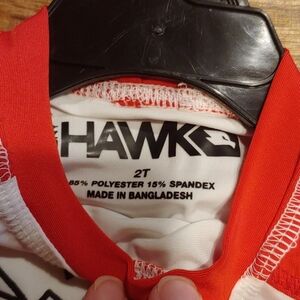 HAWK
2T
85% POLYESTER 15% SPANDEX
MADE IN BANGLADESH